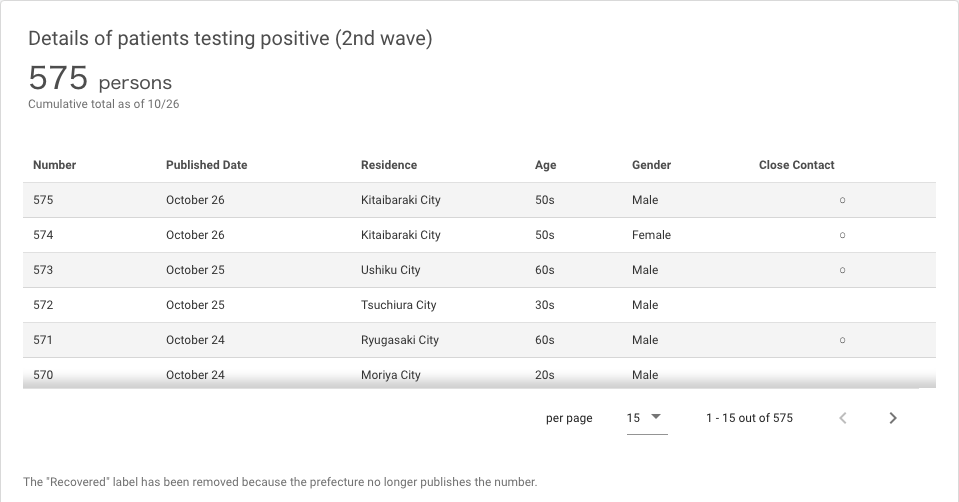 Details of patients testing positive (2nd wave)
575 persons
Cumulative total as of 10/26
Number Published Date Residence Age Gender Close Contact
575 October 26 Kitaibaraki City 50s Male ○
574 October 26 Kitaibaraki City 50s Female ○
573 October 25 Ushiku City 60s Male ○
572 October 25 Tsuchiura City 30s Male
571 October 24 Ryugasaki City 60s Male ○
570 October 24 Moriya City 20s Male
per page 15 1 - 15 out of 575
The "Recovered" label has been removed because the prefecture no longer publishes the number.